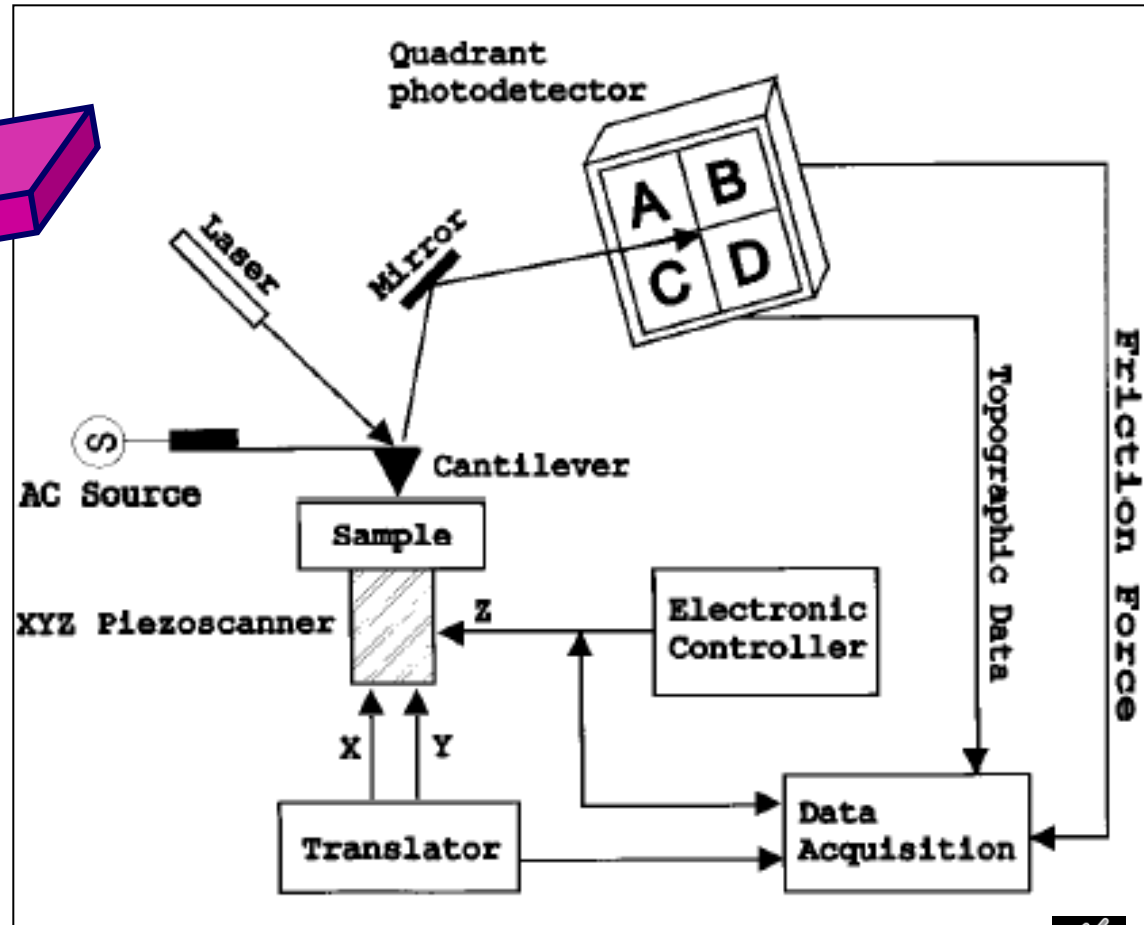 Quadrant
photodetector
A B
C D
Laser
Mirror
S
AC Source
Cantilever
Sample
XYZ Piezoscanner
Z
Electronic
Controller
X Y
Translator
Data
Acquisition
Topographic Data
Friction Force